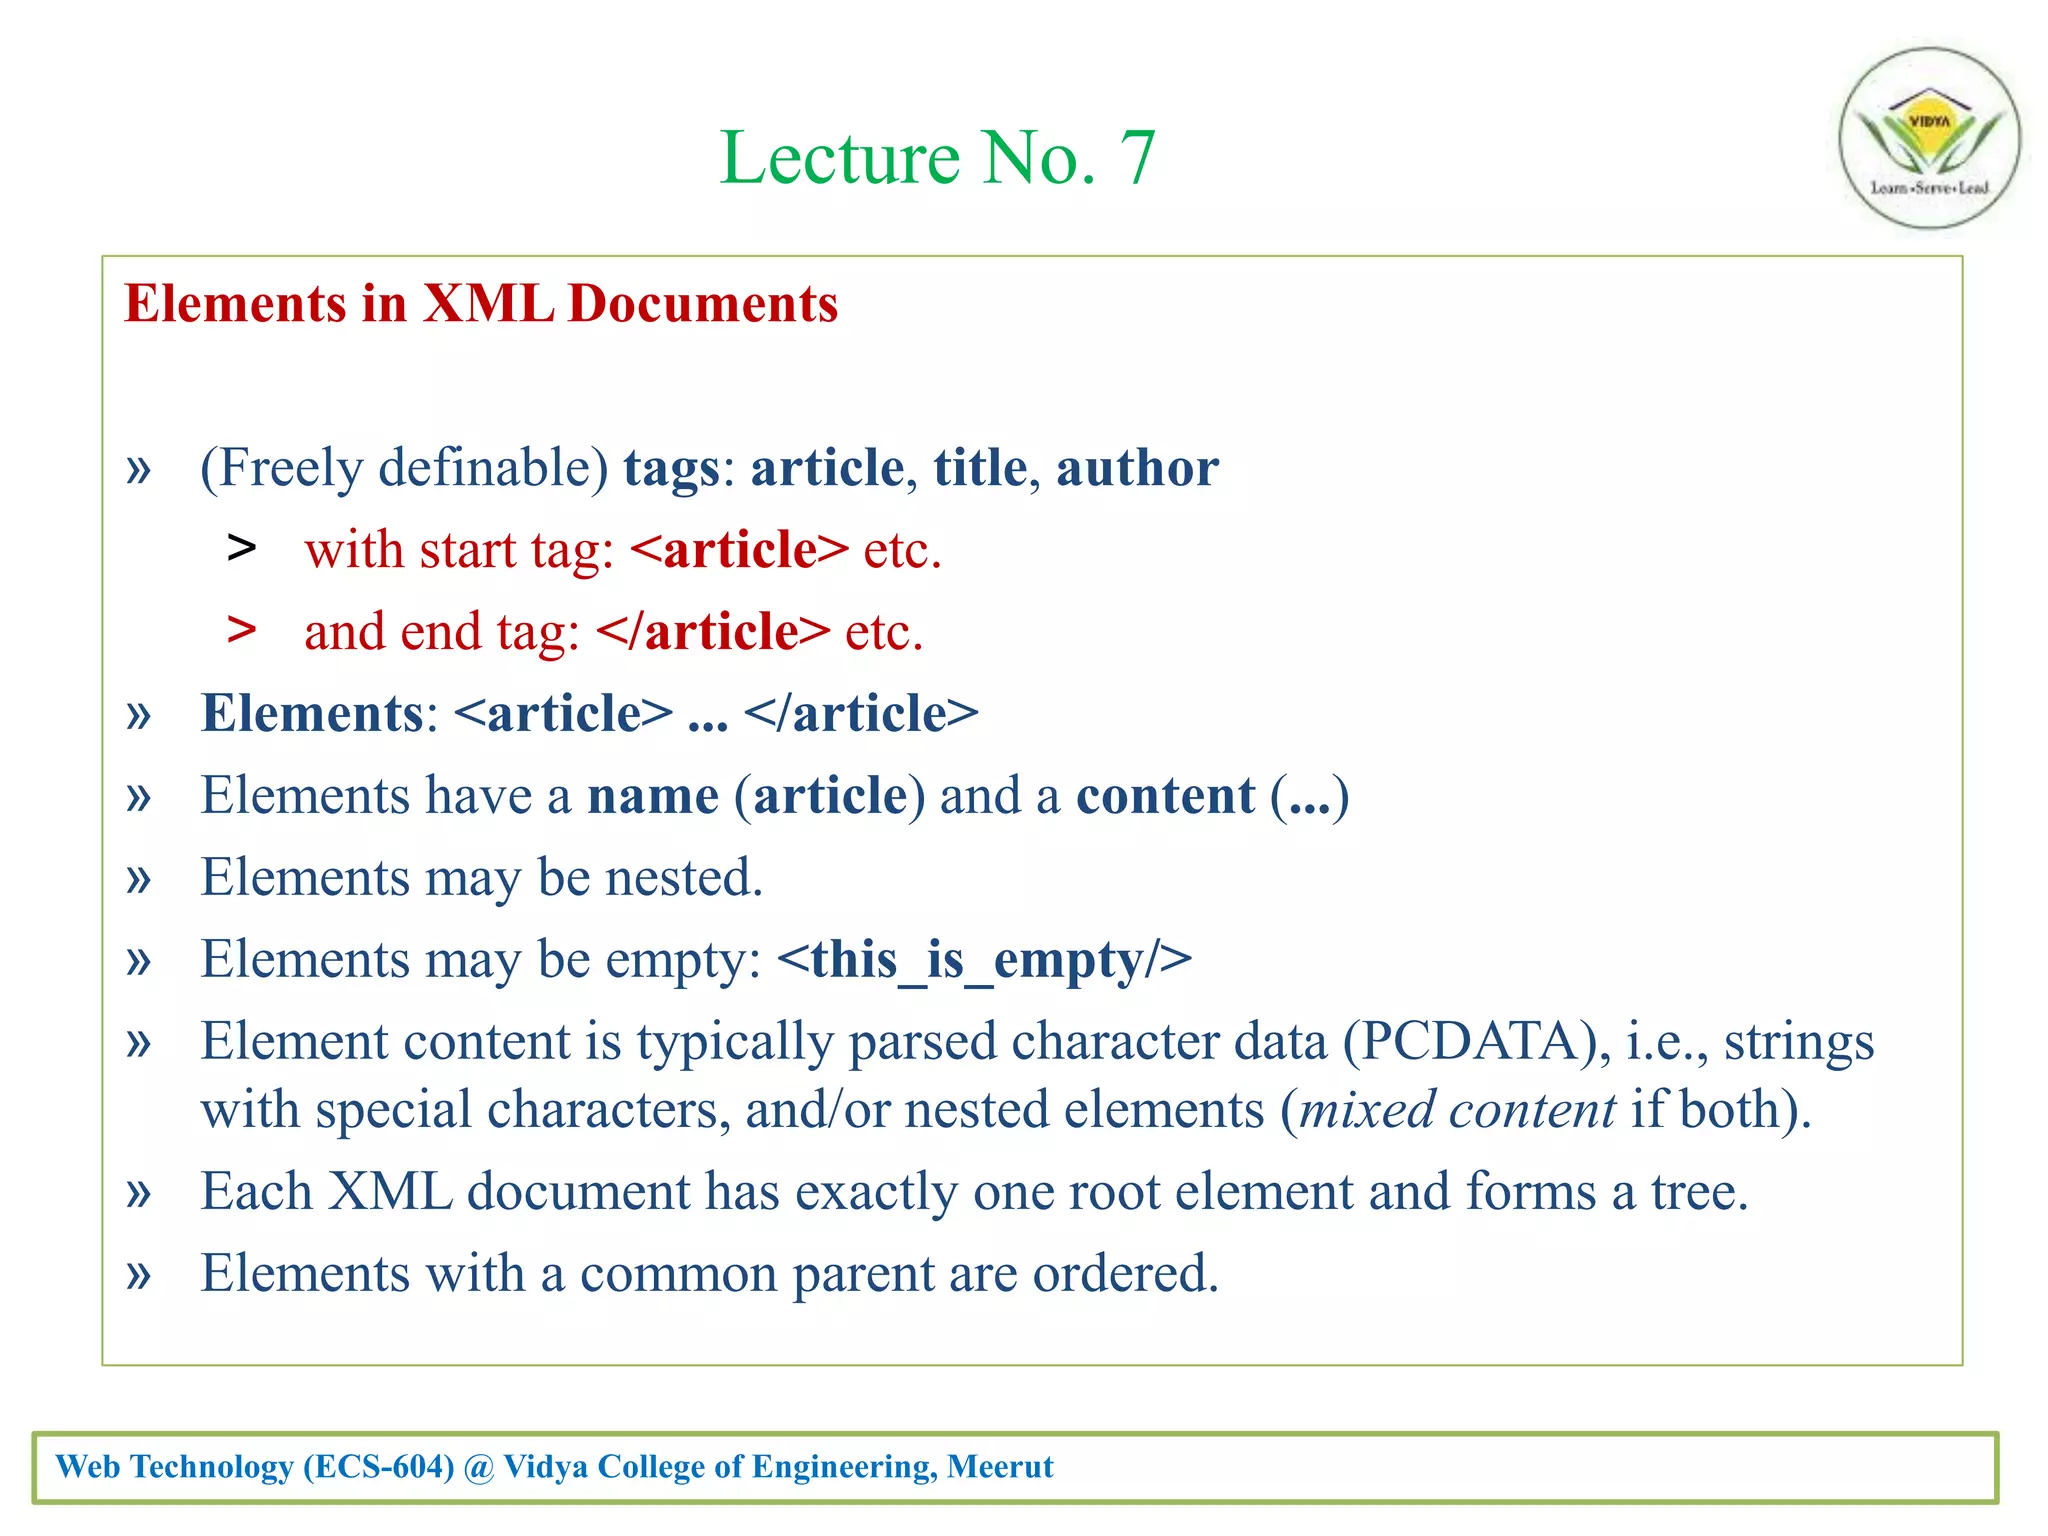 VIDYA
Learn•Serve•Lead
Lecture No. 7
Elements in XML Documents
» (Freely definable) tags: article, title, author
> with start tag: <article> etc.
> and end tag: </article> etc.
» Elements: <article> ... </article>
» Elements have a name (article) and a content (...)
» Elements may be nested.
» Elements may be empty: <this_is_empty/>
» Element content is typically parsed character data (PCDATA), i.e., strings
with special characters, and/or nested elements (mixed content if both).
» Each XML document has exactly one root element and forms a tree.
» Elements with a common parent are ordered.
Web Technology (ECS-604) @ Vidya College of Engineering, Meerut